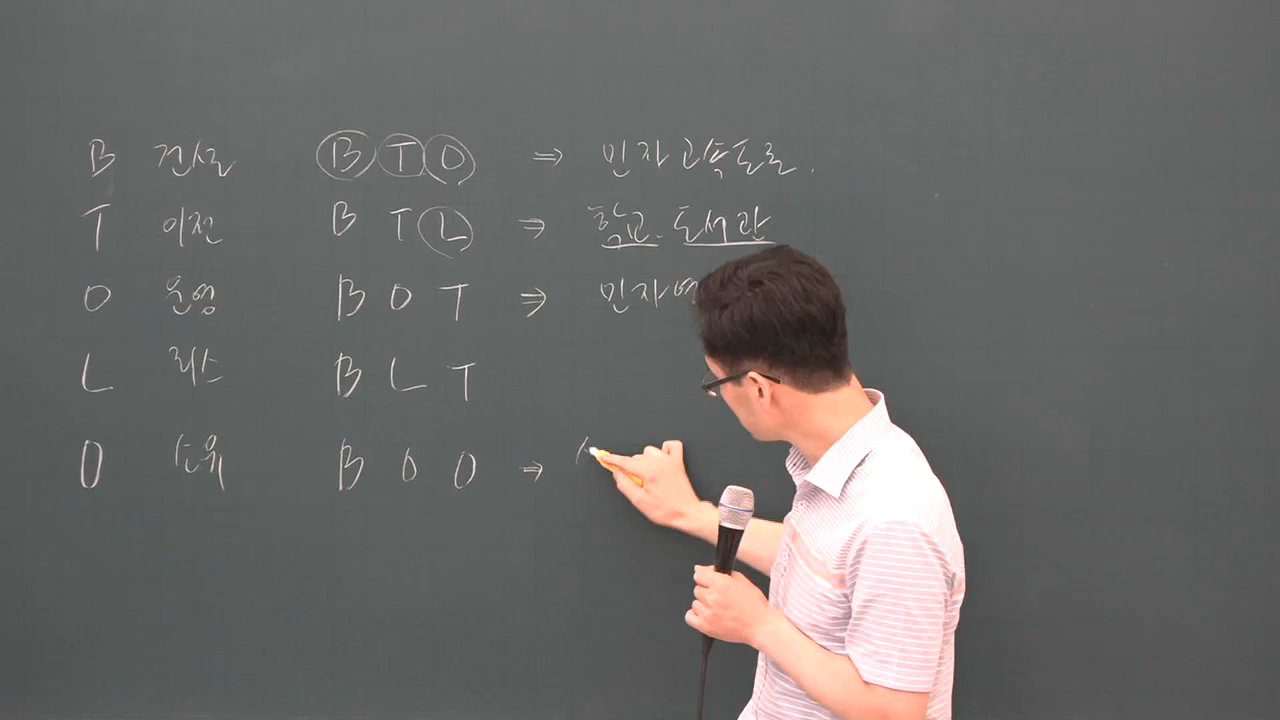 B 건설 BTO ⇒ 민자고속도로.
T 이전 BTL ⇒ 학교. 도서관
O 운영 BOT ⇒ 민자
L 리스 BLT
O 소유 BOO ⇒